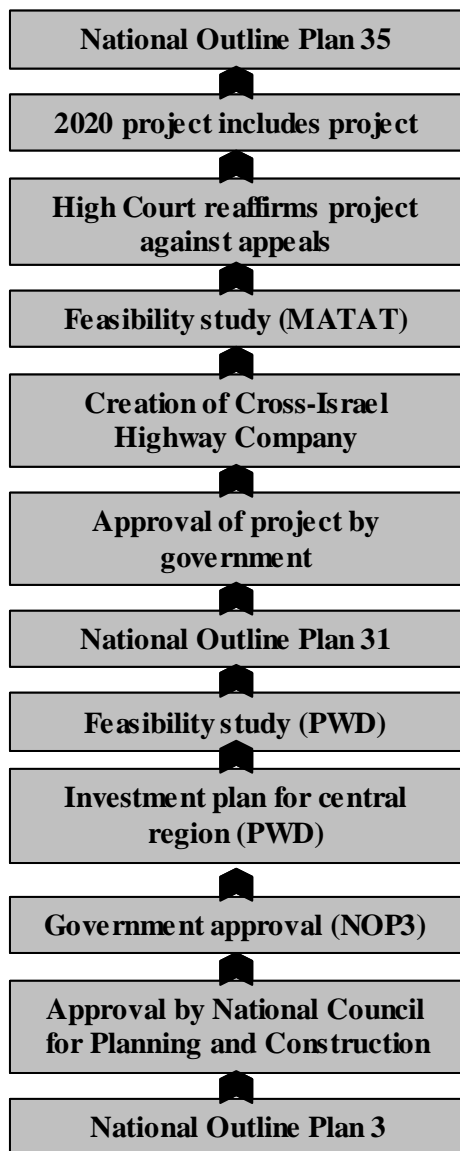 National Outline Plan 35
2020 project includes project
High Court reaffirms project
against appeals
Feasibility study (MATAT)
Creation of Cross-Israel
Highway Company
Approval of project by
government
National Outline Plan 31
Feasibility study (PWD)
Investment plan for central
region (PWD)
Government approval (NOP3)
Approval by National Council
for Planning and Construction
National Outline Plan 3